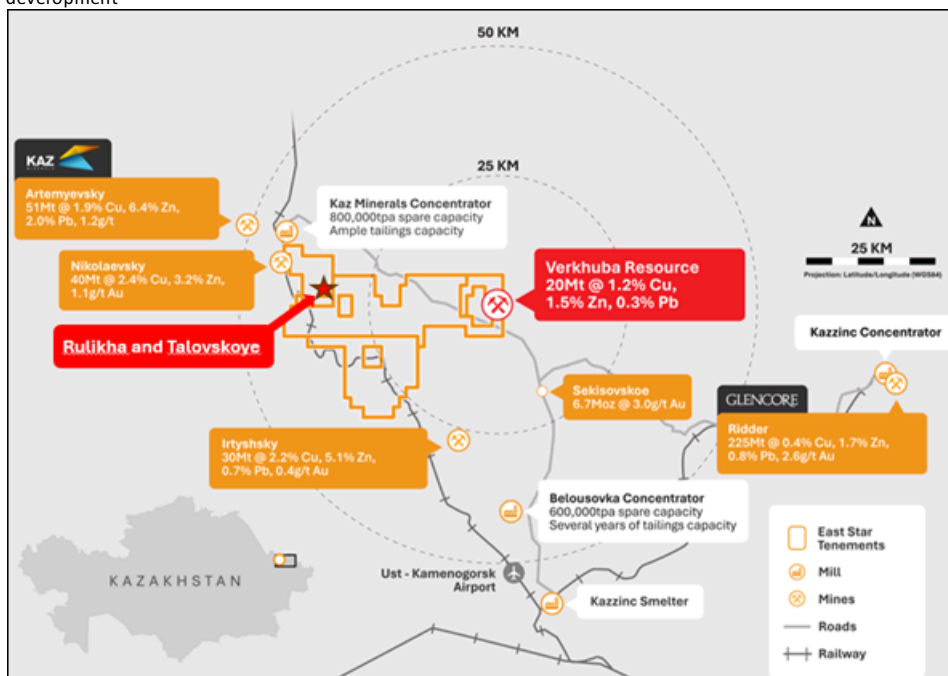 development
50 KM
25 KM
KAZ
MINERALS
Artemyevsky
51Mt @ 1.9% Cu, 6.4% Zn,
2.0% Pb, 1.2g/t
Kaz Minerals Concentrator
800,000tpa spare capacity
Ample tailings capacity
N
25 KM
Projection: Latitude/Longitude (WGS84)
Nikolaevsky
40Mt @ 2.4% Cu, 3.2% Zn,
1.1g/t Au
Verkhuba Resource
20Mt @ 1.2% Cu,
1.5% Zn, 0.3% Pb
Rulikha and Talovskoye
Kazzinc Concentrator
Sekisovskoe
6.7Moz @ 3.0g/t Au
GLENCORE
Ridder
225Mt @ 0.4% Cu, 1.7% Zn,
0.8% Pb, 2.6g/t Au
Irtyshsky
30Mt @ 2.2% Cu, 5.1% Zn,
0.7% Pb, 0.4g/t Au
Belousovka Concentrator
600,000tpa spare capacity
Several years of tailings capacity
KAZAKHSTAN
Ust - Kamenogorsk
Airport
Kazzinc Smelter
East Star
Tenements
Mill
Mines
Roads
Railway